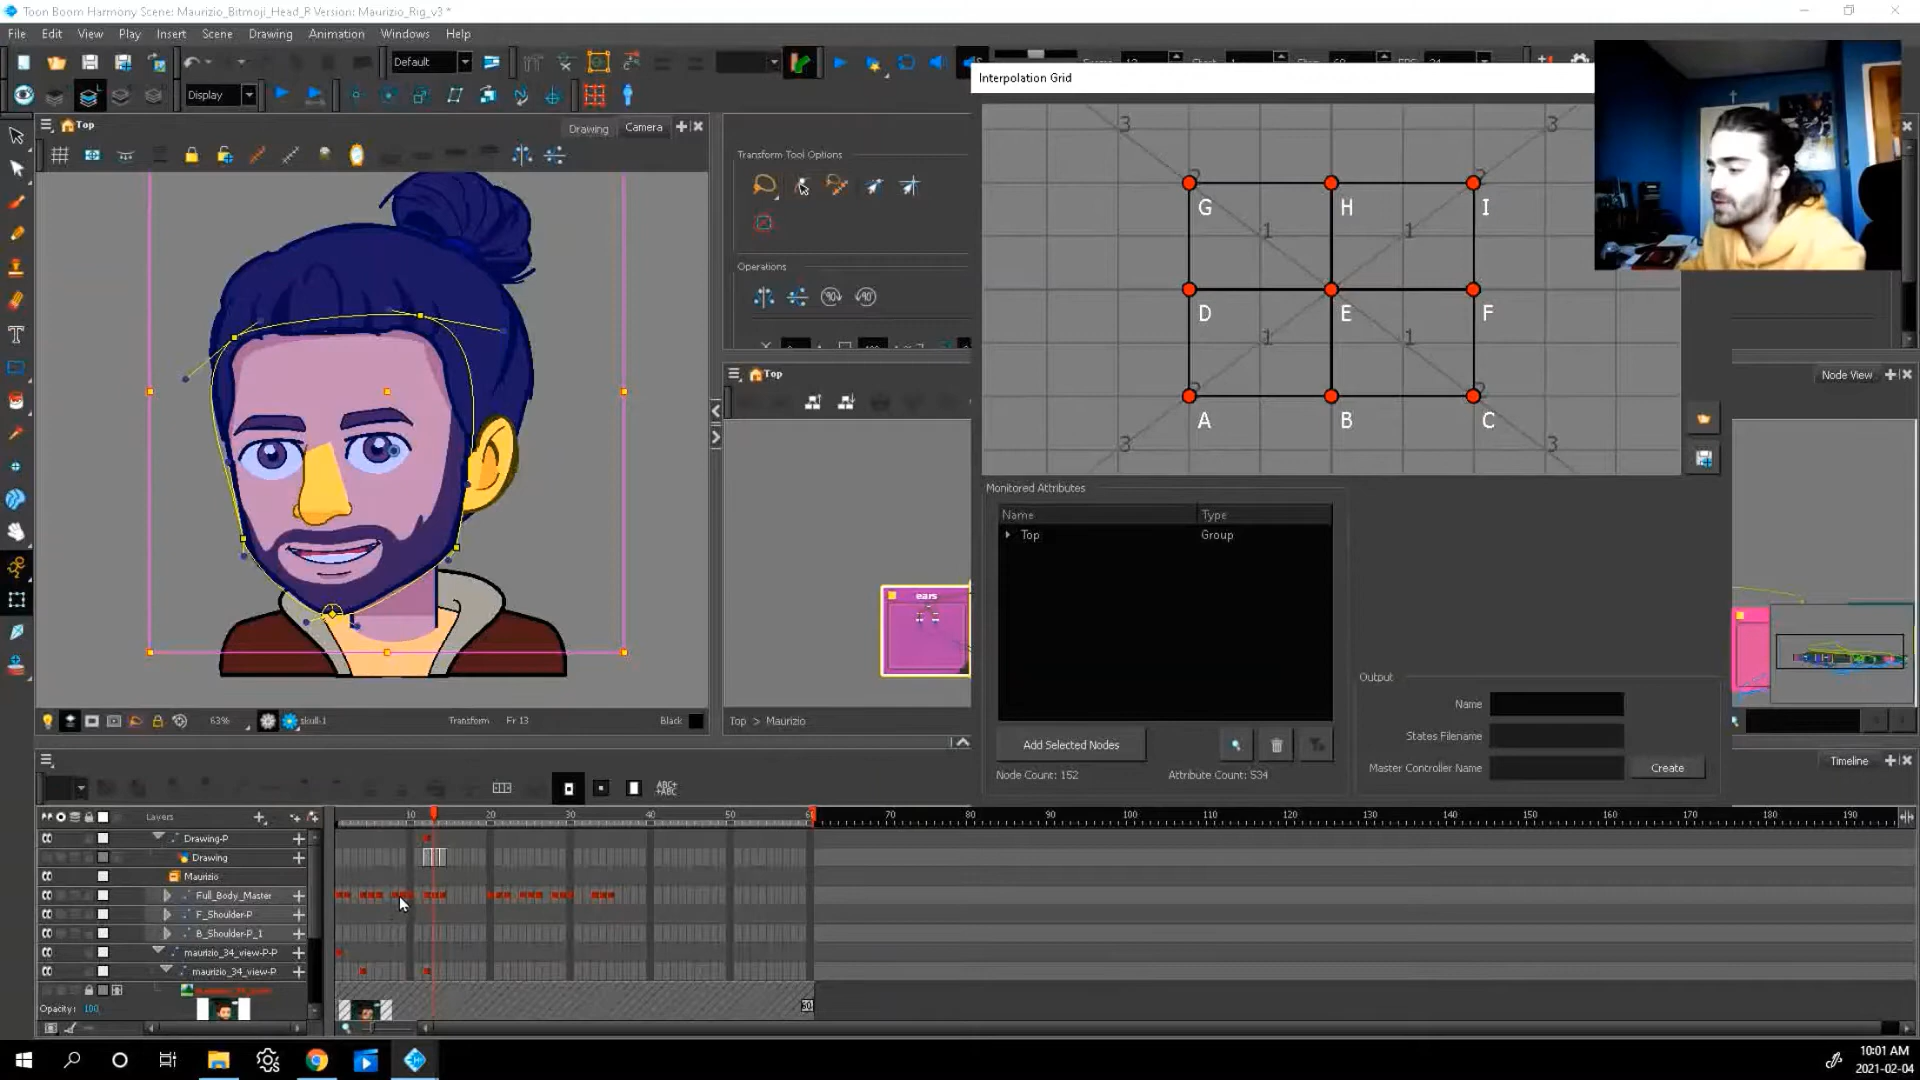 Toon Boom Harmony Scene: Maurizio_Bitmoji_Head_R Version: Maurizio_Rig_v3 *
File Edit View Play Insert Scene Drawing Animation Windows Help
Default
Display
Top
Drawing
Camera
Transform Tool Options
Operations
Top
ears
Top > Maurizio
63%
skull-1
Transform
Fr 13
Black
Interpolation Grid
3
3
G
H
I
1
1
D
E
F
1
1
A
B
C
3
3
Monitored Attributes
Name
Type
Top
Group
Add Selected Nodes
Node Count: 152
Attribute Count: 534
Output
Name
States Filename
Master Controller Name
Create
Node View
Timeline
Layers
10 20 30 40 50 70 80 90 100 110 120 130 140 150 160 170 180 190
Drawing-P
Drawing
Maurizio
Full_Body_Master
F_Shoulder-P
B_Shoulder-P_1
maurizio_34_view-P-P
maurizio_34_view-P
Opacity: 100
10:01 AM
2021-02-04